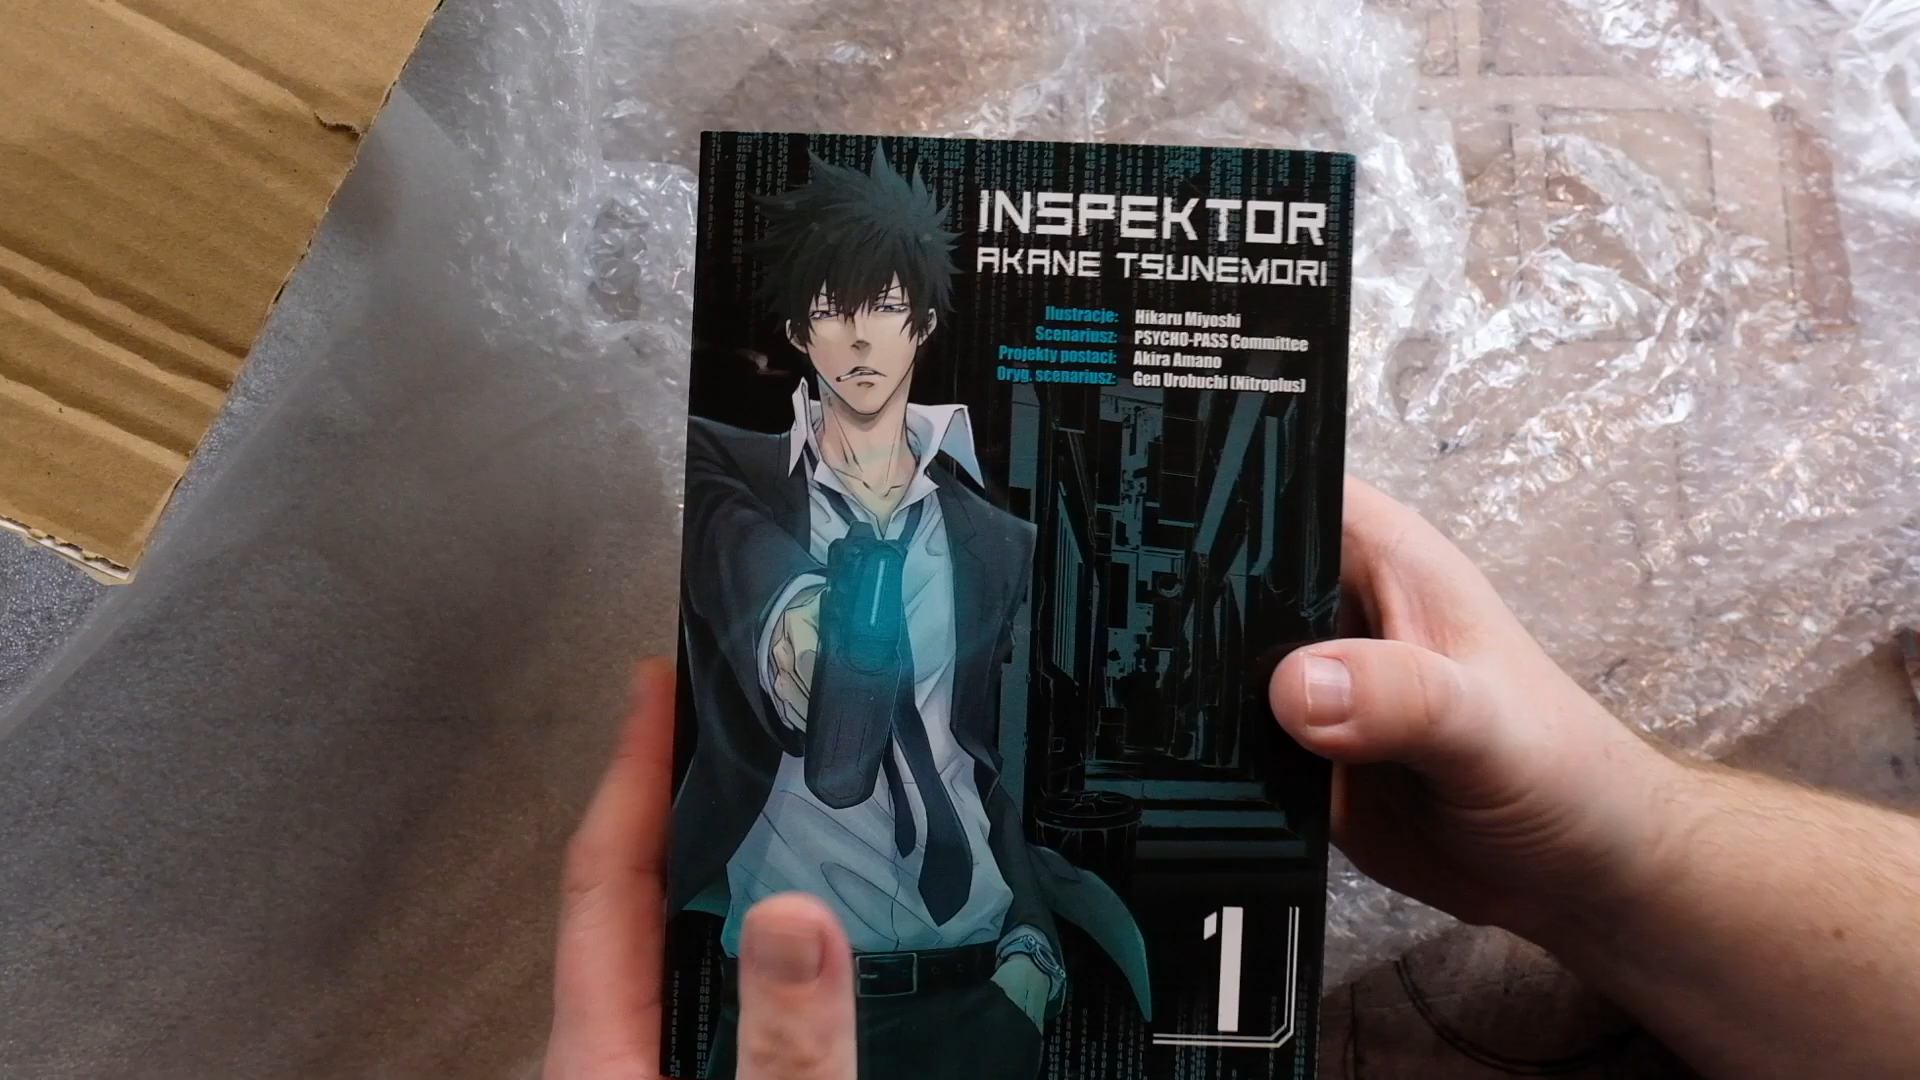 INSPEKTOR
AKANE TSUNEMORI
Ilustracje: Hikaru Miyoshi
Scenariusz: PSYCHO-PASS Committee
Projekty postaci: Akira Amano
Oryg. scenariusz: Gen Urobuchi (Nitroplus)
1